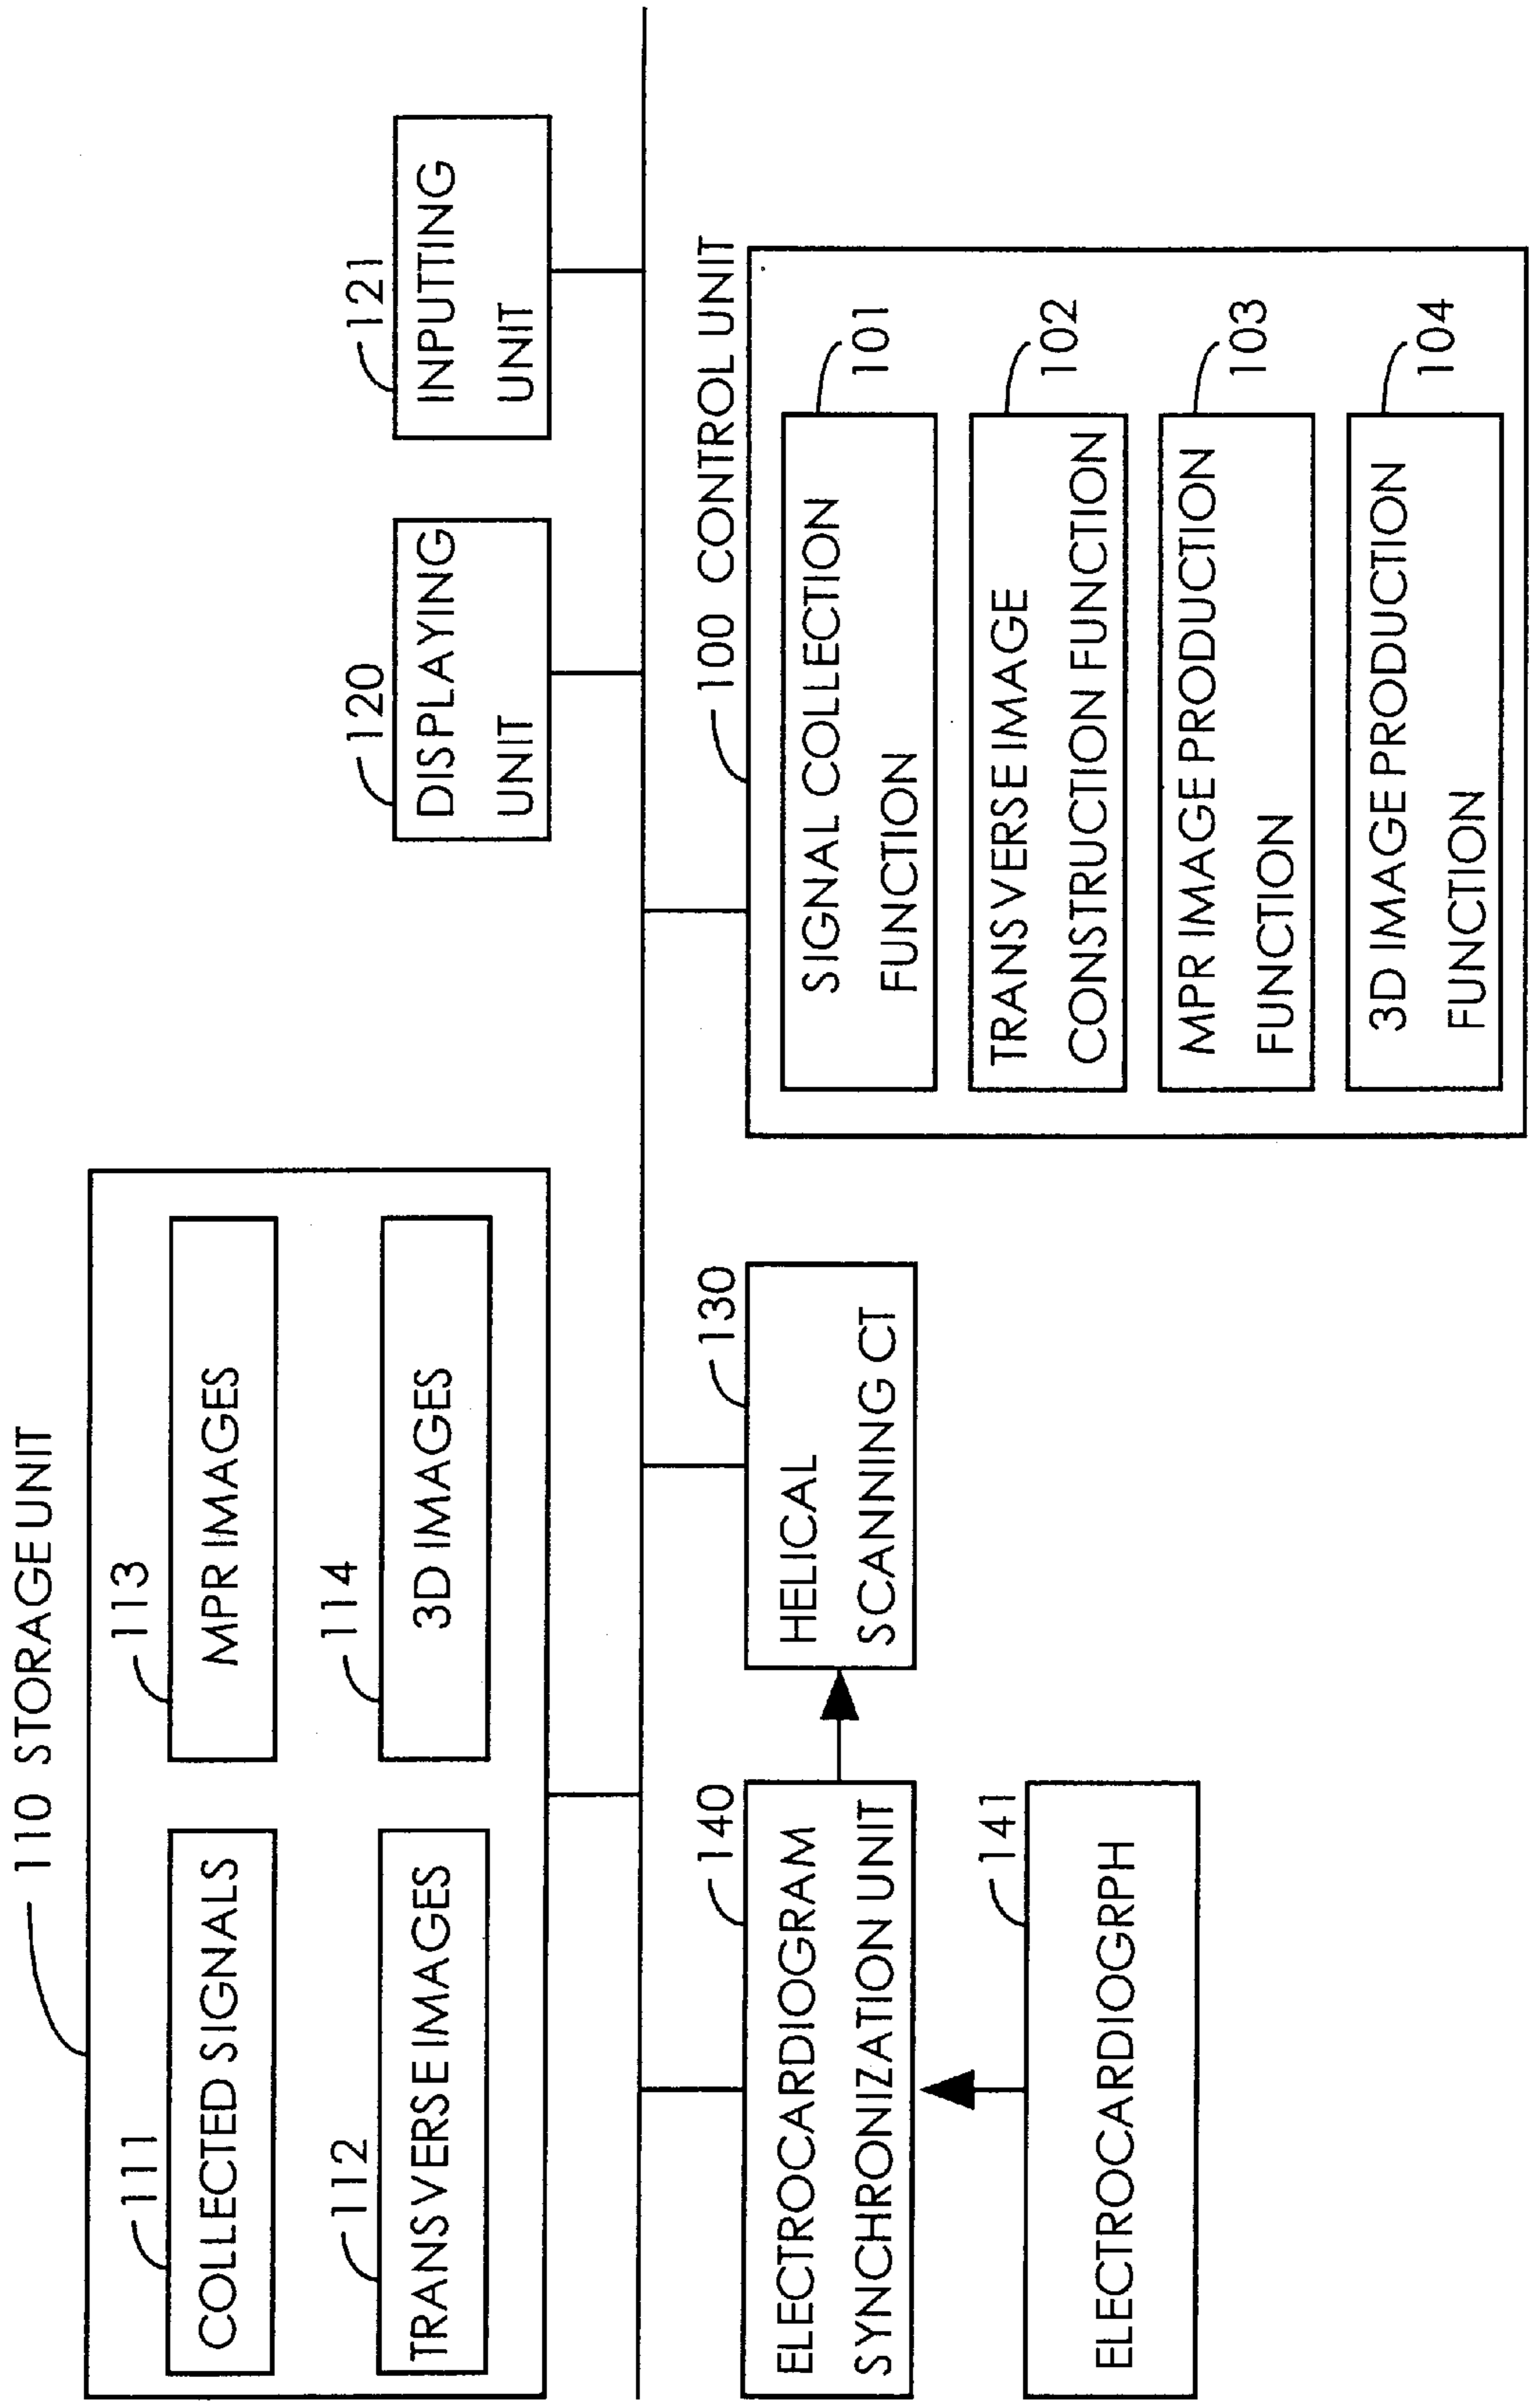 110 STORAGE UNIT
111
COLLECTED SIGNALS
113
MPR IMAGES
112
TRANSVERSE IMAGES
114
3D IMAGES
120
DISPLAYING
UNIT
121
INPUTING
UNIT
140
ELECTROCARDIOGRAM
SYNCHRONIZATION UNIT
130
HELICAL
SCANNING CT
141
ELECTROCARDIOGRPH
100 CONTROL UNIT
101
SIGNAL COLLECTION
FUNCTION
102
TRANSVERSE IMAGE
CONSTRUCTION FUNCTION
103
MPR IMAGE PRODUCTION
FUNCTION
104
3D IMAGE PRODUCTION
FUNCTION